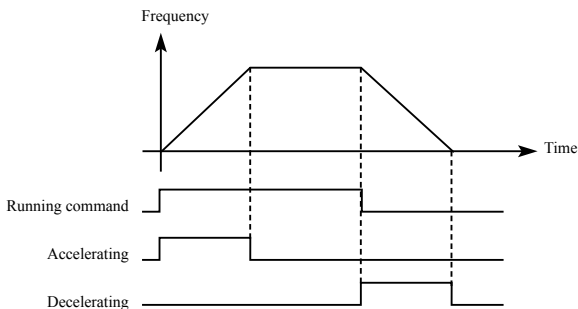 Frequency
Time
Running command
Accelerating
Decelerating